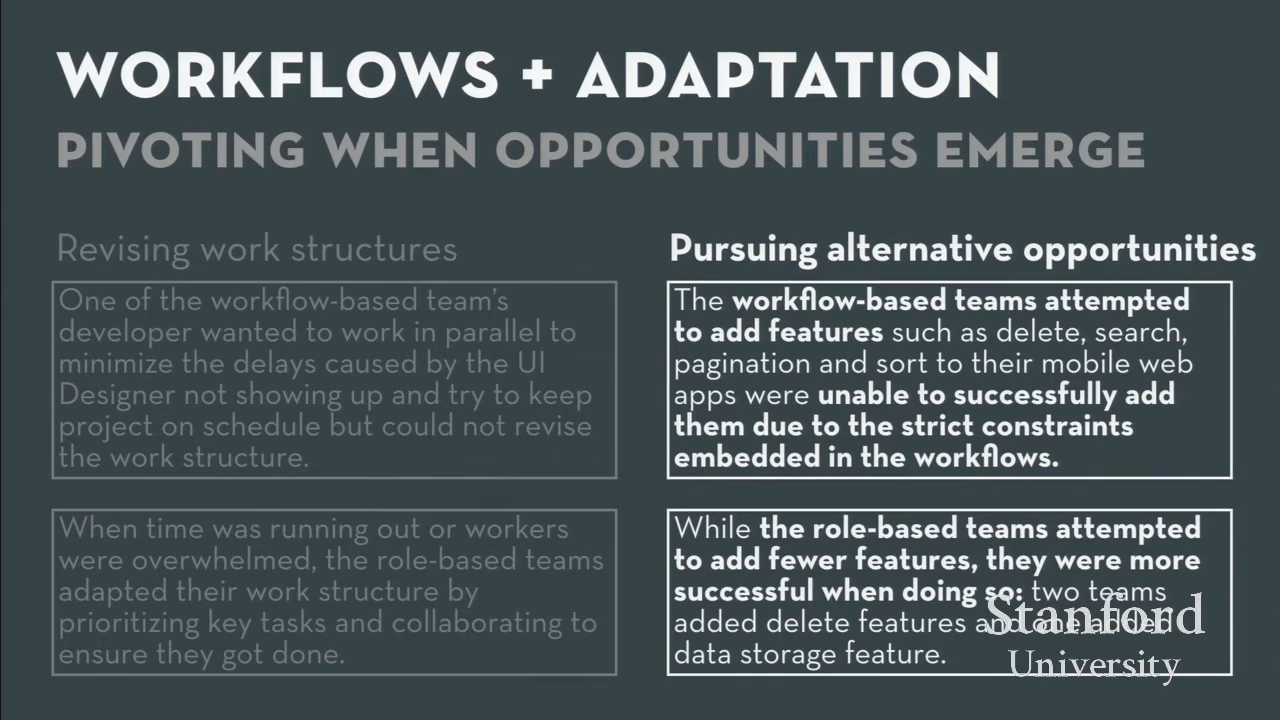 WORKFLOWS + ADAPTATION
PIVOTING WHEN OPPORTUNITIES EMERGE
Revising work structures
One of the workflow-based team's
developer wanted to work in parallel to
minimize the delays caused by the UI
Designer not showing up and try to keep
project on schedule but could not revise
the work structure.
When time was running out or workers
were overwhelmed, the role-based teams
adapted their work structure by
prioritizing key tasks and collaborating to
ensure they got done.
Pursuing alternative opportunities
The workflow-based teams attempted
to add features such as delete, search,
pagination and sort to their mobile web
apps were unable to successfully add
them due to the strict constraints
embedded in the workflows.
While the role-based teams attempted
to add fewer features, they were more
successful when doing so: two teams
added delete features and one added
data storage feature.
Stanford
University